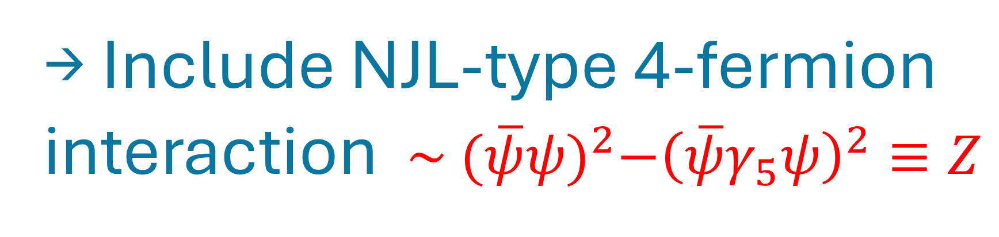 → Include NJL-type 4-fermion
interaction ~ (ψ̅ψ)²−(ψ̅γ₅ψ)² ≡ Z